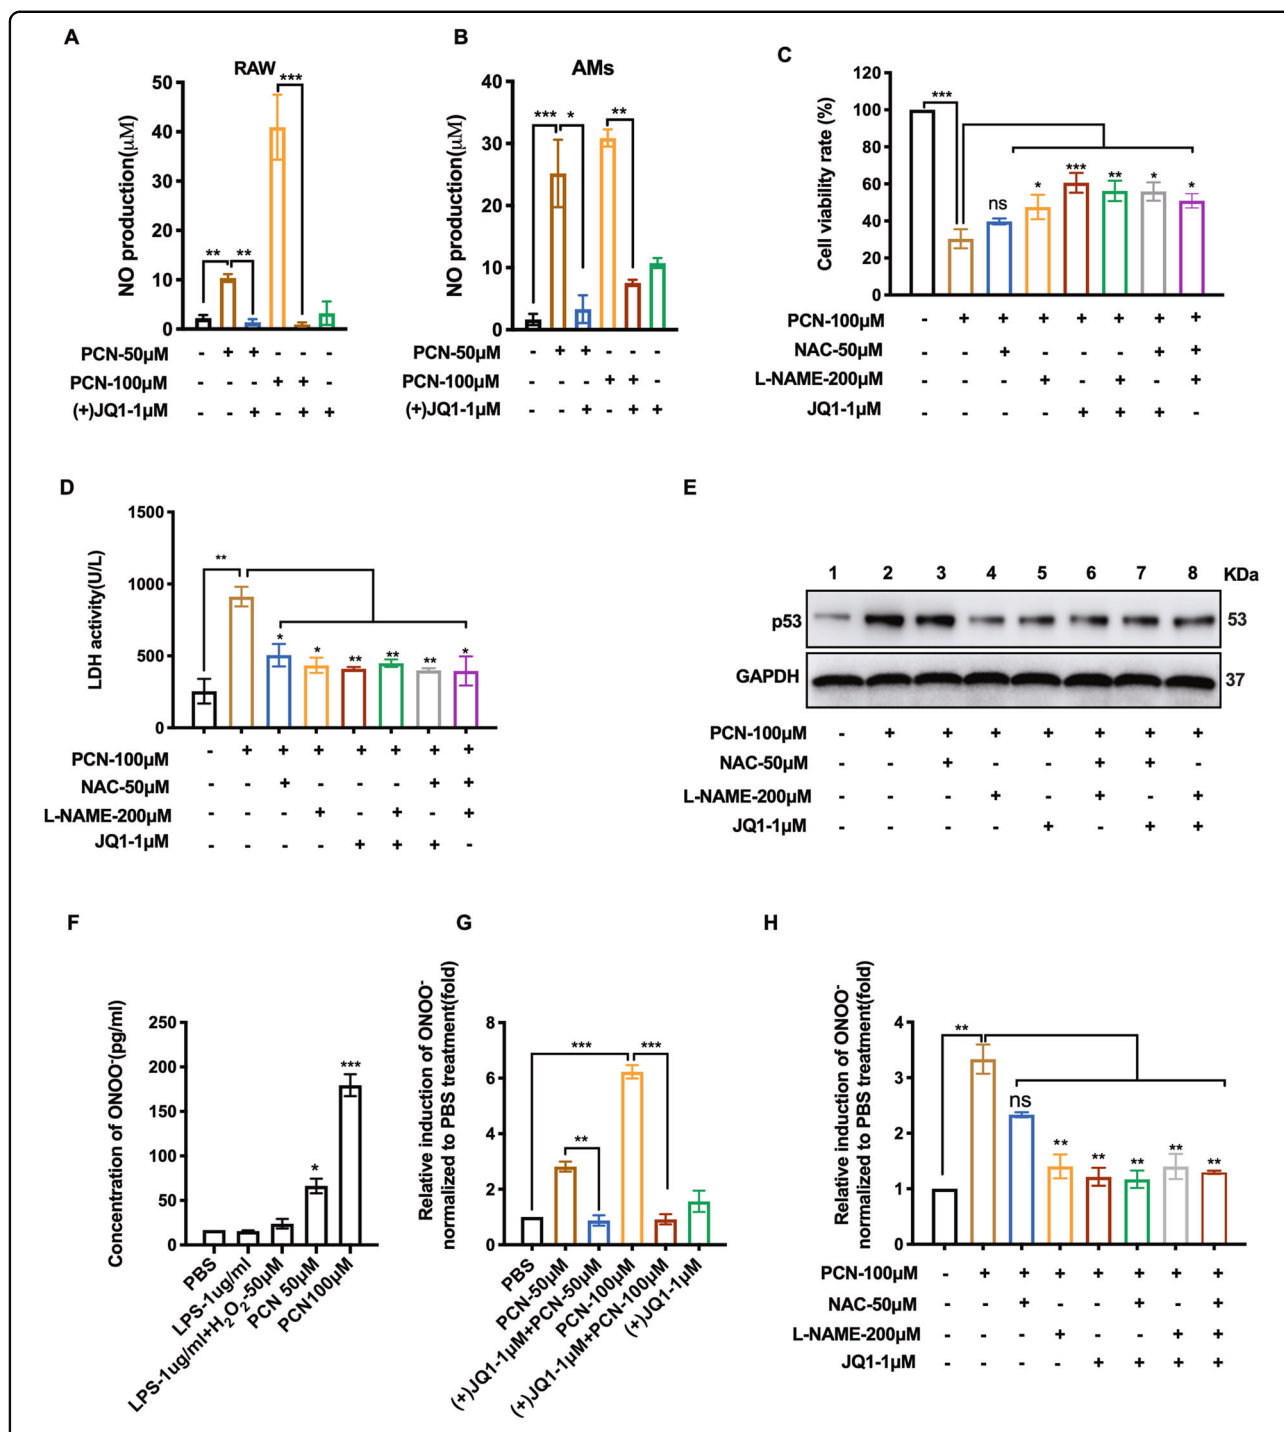 A
RAW
NO production(μM)
50
40
30
20
10
0
*** ** **
PCN-50μM - + + - - -
PCN-100μM - - - + + -
(+)JQ1-1μM - - + - + +
B
AMs
NO production(μM)
40
30
20
10
0
*** * **
PCN-50μM - + + - - -
PCN-100μM - - - + + -
(+)JQ1-1μM - - + - + +
C
Cell viability rate (%)
120
100
80
60
40
20
0
*** ns * *** ** * *
PCN-100μM - + + + + + + +
NAC-50μM - - + - - - + +
L-NAME-200μM - - - + - + - +
JQ1-1μM - - - - + + + -
D
LDH activity(U/L)
1500
1000
500
0
** * * ** ** ** *
PCN-100μM - + + + + + + +
NAC-50μM - - + - - - + +
L-NAME-200μM - - - + - + - +
JQ1-1μM - - - - + + + -
E
1 2 3 4 5 6 7 8 KDa
p53 53
GAPDH 37
PCN-100μM - + + + + + + +
NAC-50μM - - + - - + + -
L-NAME-200μM - - - + - + - +
JQ1-1μM - - - - + - + +
F
Concentration of ONOO-(pg/ml)
250
200
150
100
50
0
* ***
PBS
LPS-1ug/ml
LPS-1ug/ml+H2O2-50μM
PCN 50μM
PCN100μM
G
Relative induction of ONOO-
normalized to PBS treatment(fold)
8
6
4
2
0
*** *** **
PBS
PCN-50μM
(+)JQ1-1μM+PCN-50μM
PCN-100μM
(+)JQ1-1μM+PCN-100μM
(+)JQ1-1μM
H
Relative induction of ONOO-
normalized to PBS treatment(fold)
4
3
2
1
0
** ns ** ** ** ** **
PCN-100μM - + + + + + + +
NAC-50μM - - + - - + - +
L-NAME-200μM - - - + - - + +
JQ1-1μM - - - - + + + +